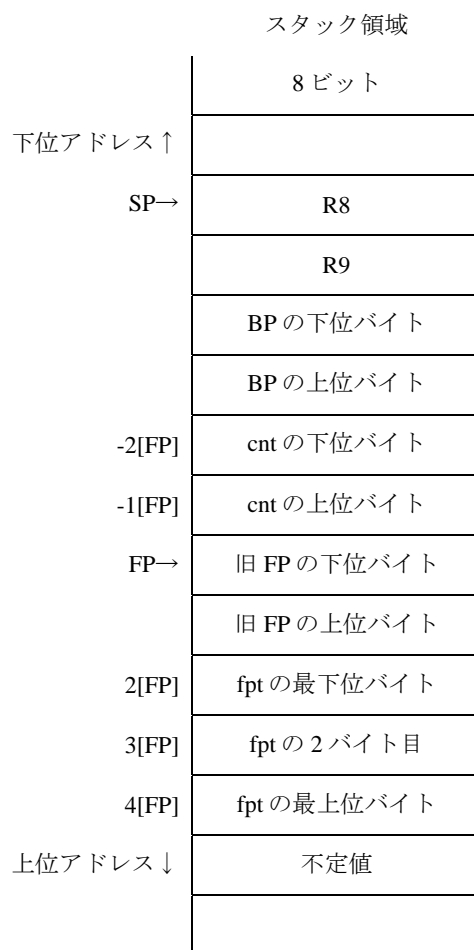 スタック領域
8 ビット
下位アドレス↑
SP→ R8
R9
BP の下位バイト
BP の上位バイト
-2[FP] cnt の下位バイト
-1[FP] cnt の上位バイト
FP→ 旧 FP の下位バイト
旧 FP の上位バイト
2[FP] fpt の最下位バイト
3[FP] fpt の 2 バイト目
4[FP] fpt の最上位バイト
上位アドレス↓ 不定値